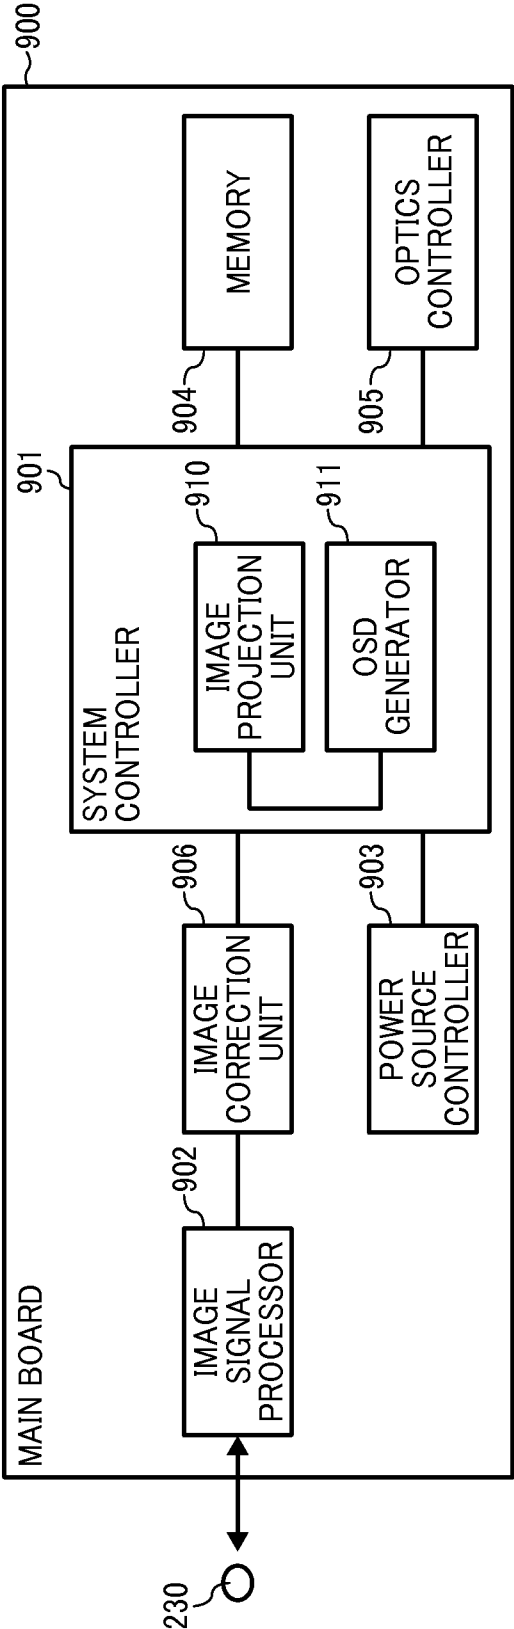 900
MAIN BOARD
901
SYSTEM
CONTROLLER
230
902
IMAGE
SIGNAL
PROCESSOR
906
IMAGE
CORRECTION
UNIT
910
IMAGE
PROJECTION
UNIT
904
MEMORY
903
POWER
SOURCE
CONTROLLER
911
OSD
GENERATOR
905
OPTICS
CONTROLLER